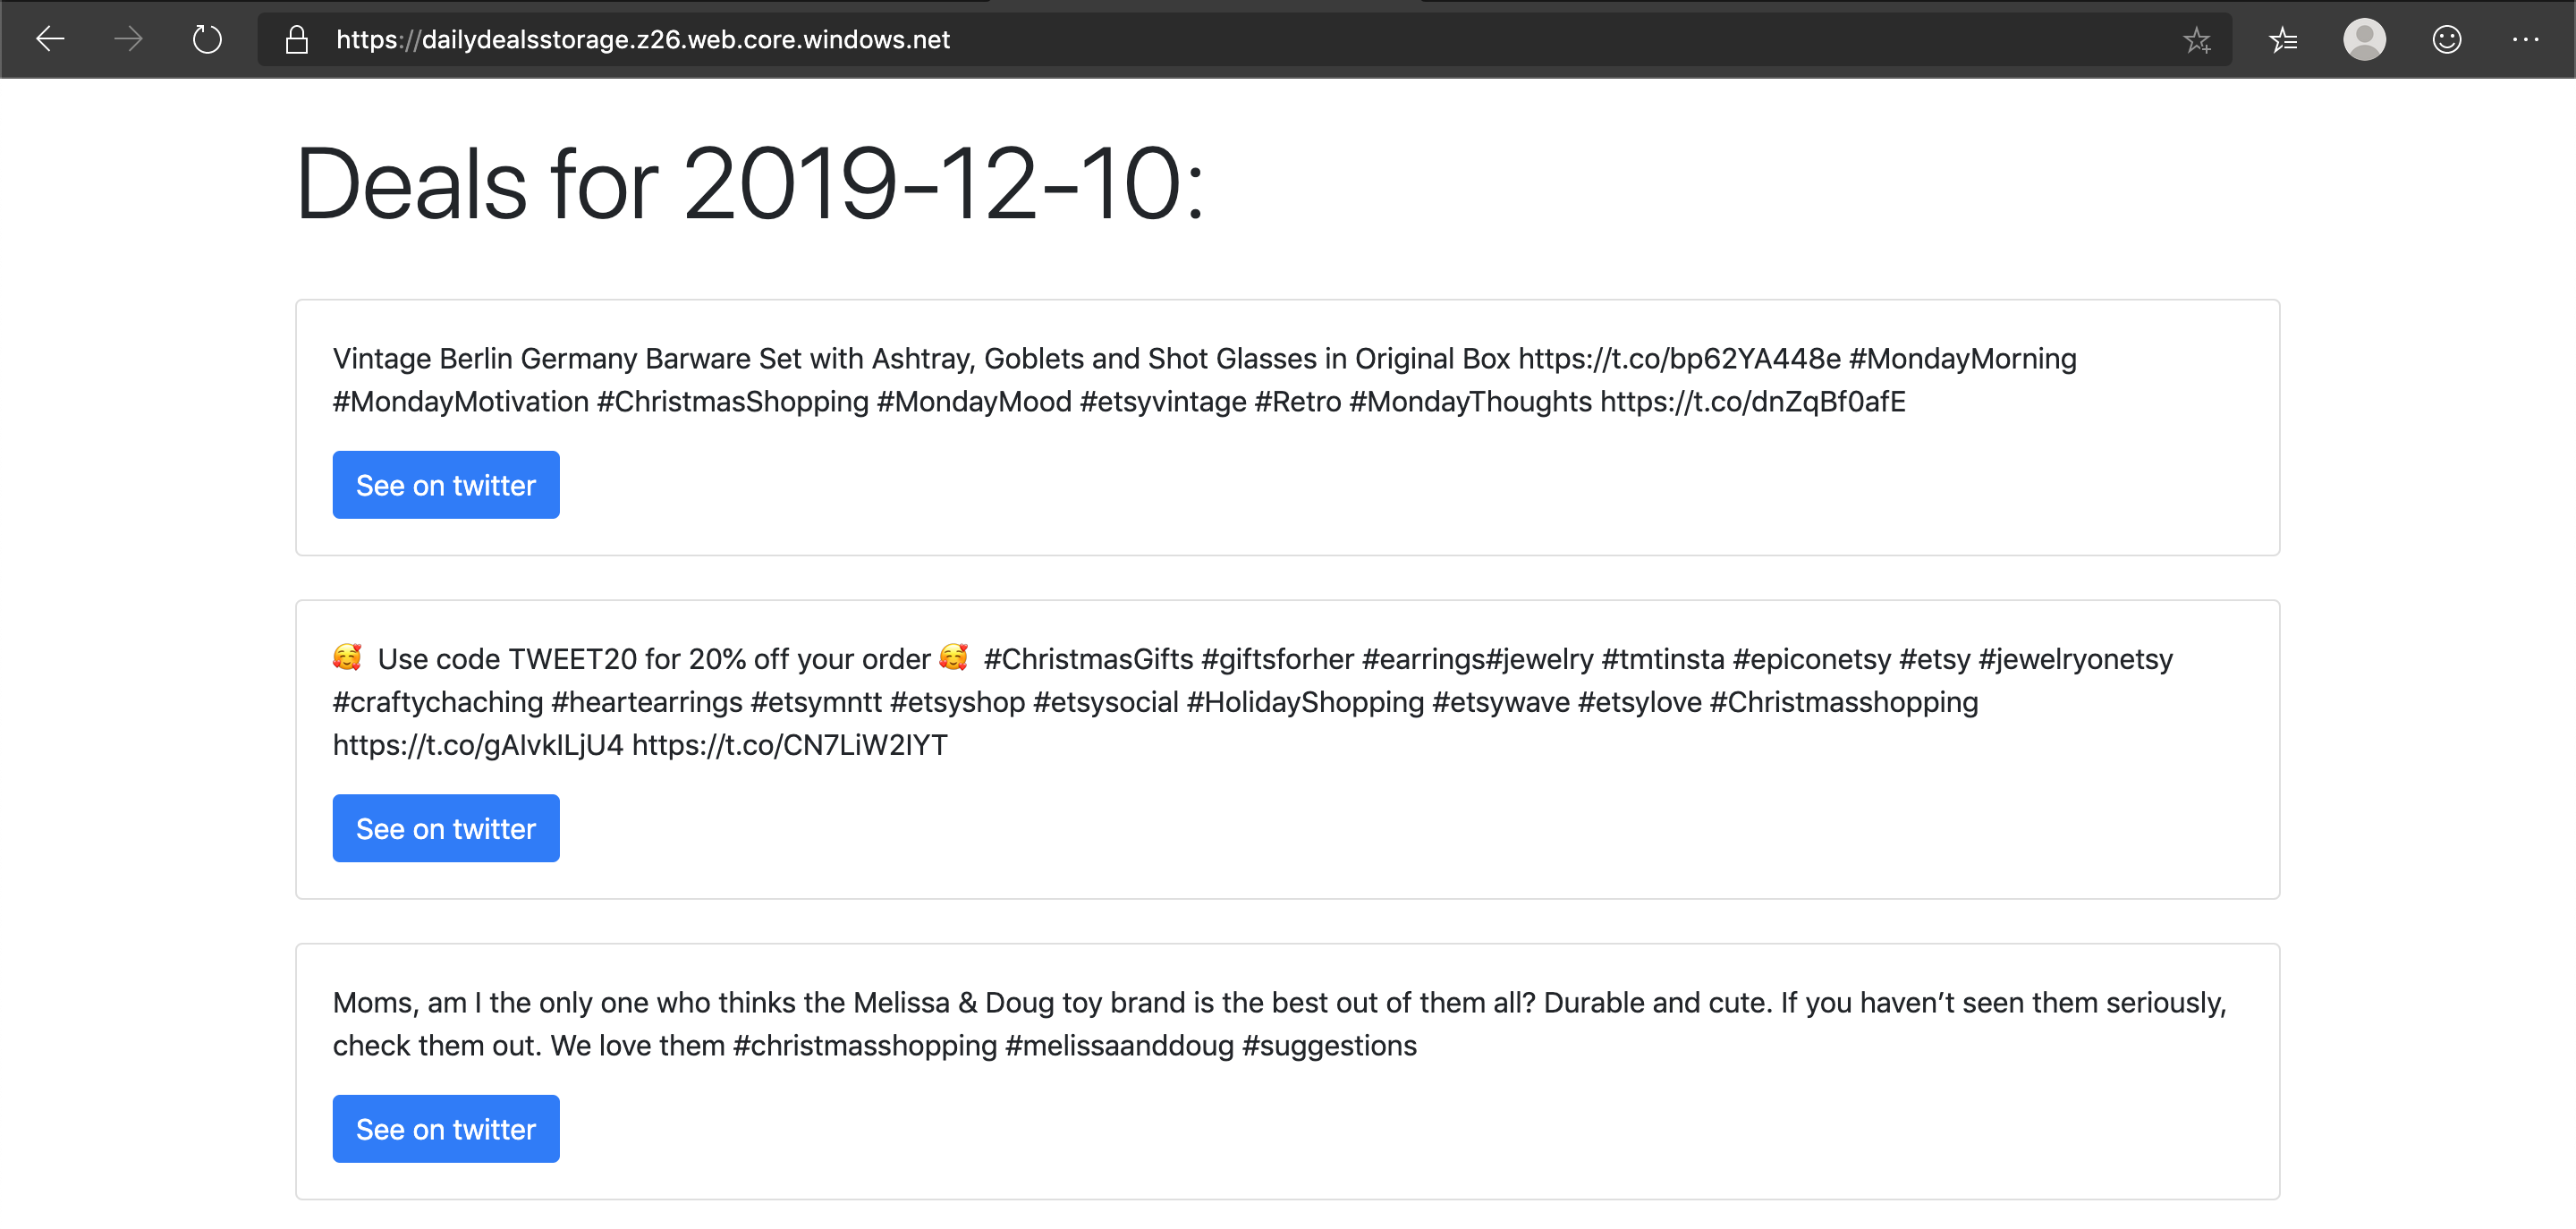 https://dailydealsstorage.z26.web.core.windows.net
Deals for 2019-12-10:
Vintage Berlin Germany Barware Set with Ashtray, Goblets and Shot Glasses in Original Box https://t.co/bp62YA448e #MondayMorning
#MondayMotivation #ChristmasShopping #MondayMood #etsyvintage #Retro #MondayThoughts https://t.co/dnZqBf0afE
See on twitter
🥰 Use code TWEET20 for 20% off your order 🥰 #ChristmasGifts #giftsforher #earrings#jewelry #tmtinsta #epiconetsy #etsy #jewelryonetsy
#craftychaching #heartearrings #etsymntt #etsyshop #etsysocial #HolidayShopping #etsywave #etsylove #Christmasshopping
https://t.co/gAIvkILjU4 https://t.co/CN7LiW2IYT
See on twitter
Moms, am I the only one who thinks the Melissa & Doug toy brand is the best out of them all? Durable and cute. If you haven’t seen them seriously,
check them out. We love them #christmasshopping #melissaanddoug #suggestions
See on twitter